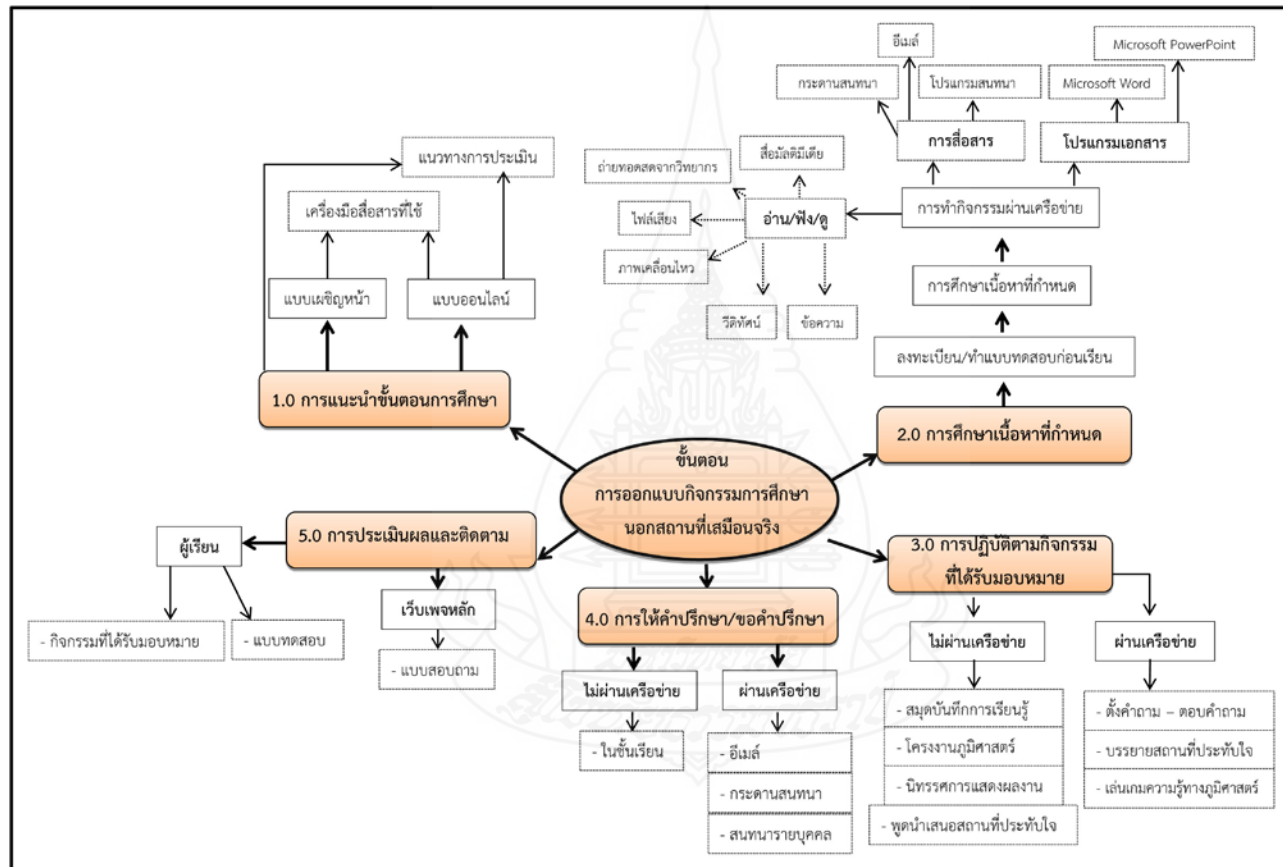 อีเมล์
Microsoft PowerPoint
กระดานสนทนา
โปรแกรมสนทนา
Microsoft Word
การสื่อสาร
โปรแกรมเอกสาร
แนวทางการประเมิน
สื่อมัลติมีเดีย
ถ่ายทอดสดจากวิทยากร
เครื่องมือสื่อสารที่ใช้
ไฟล์เสียง
อ่าน/ฟัง/ดู
การทำกิจกรรมผ่านเครือข่าย
ภาพเคลื่อนไหว
การศึกษาเนื้อหาที่กำหนด
แบบเผชิญหน้า
แบบออนไลน์
วีดิทัศน์
ข้อความ
ลงทะเบียน/ทำแบบทดสอบก่อนเรียน
1.0 การแนะนำขั้นตอนการศึกษา
2.0 การศึกษาเนื้อหาที่กำหนด
ขั้นตอน
การออกแบบกิจกรรมการศึกษา
นอกสถานที่เสมือนจริง
5.0 การประเมินผลและติดตาม
ผู้เรียน
เว็บเพจหลัก
- กิจกรรมที่ได้รับมอบหมาย
- แบบทดสอบ
- แบบสอบถาม
4.0 การให้คำปรึกษา/ขอคำปรึกษา
ไม่ผ่านเครือข่าย
ผ่านเครือข่าย
- ในชั้นเรียน
- อีเมล์
- กระดานสนทนา
- สนทนารายบุคคล
3.0 การปฏิบัติตามกิจกรรม
ที่ได้รับมอบหมาย
ไม่ผ่านเครือข่าย
ผ่านเครือข่าย
- สมุดบันทึกการเรียนรู้
- โครงงานภูมิศาสตร์
- นิทรรศการแสดงผลงาน
- พูดนำเสนอสถานที่ประทับใจ
- ตั้งคำถาม – ตอบคำถาม
- บรรยายสถานที่ประทับใจ
- เล่นเกมความรู้ทางภูมิศาสตร์